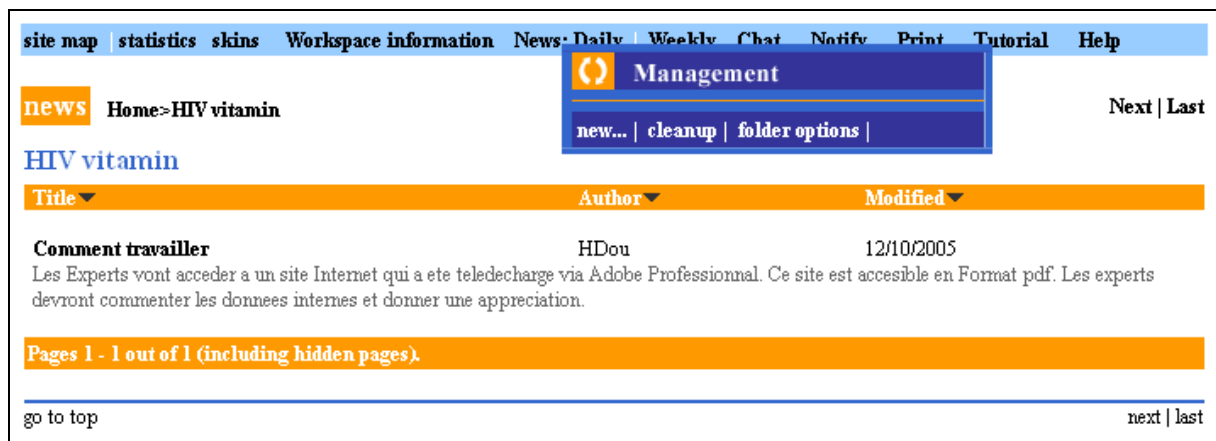 site map | statistics skins Workspace information News: Daily | Weekly Chat Notify Print Tutorial Help
Management
news Home>HIV vitamin Next | Last
new... | cleanup | folder options |
HIV vitamin
Title Author Modified
Comment travailler HDou 12/10/2005
Les Experts vont acceder a un site Internet qui a ete teledecharge via Adobe Professionnal. Ce site est accesible en Format pdf. Les experts
devront commenter les donnees internes et donner une appreciation.
Pages 1 - 1 out of 1 (including hidden pages).
go to top next | last